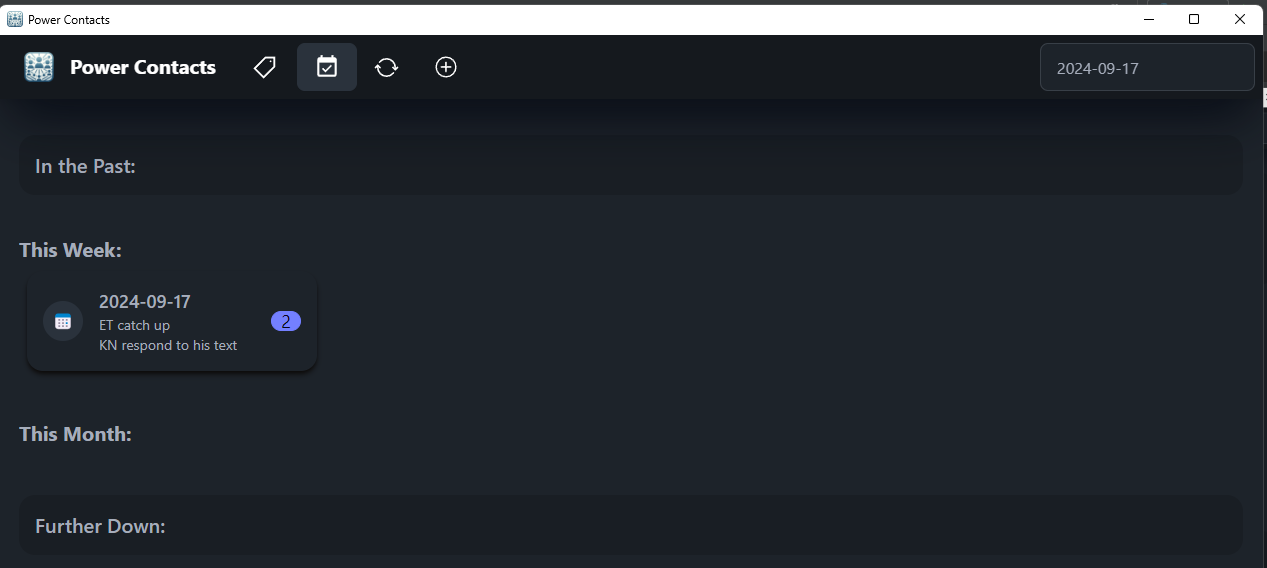 Power Contacts
Power Contacts
2024-09-17
In the Past:
This Week:
2024-09-17
ET catch up
KN respond to his text
2
This Month:
Further Down: